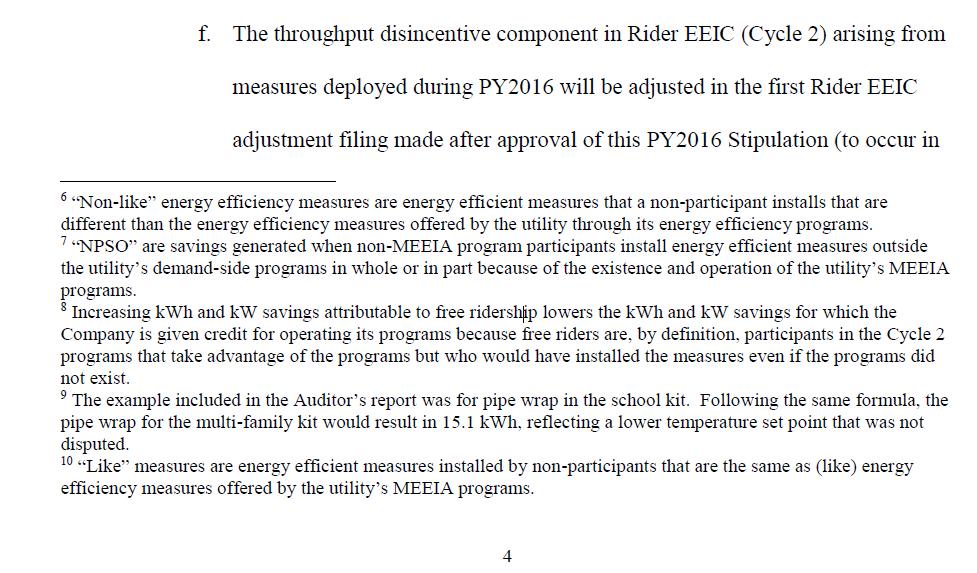 f. The throughput disincentive component in Rider EEIC (Cycle 2) arising from
measures deployed during PY2016 will be adjusted in the first Rider EEIC
adjustment filing made after approval of this PY2016 Stipulation (to occur in
6 “Non-like” energy efficiency measures are energy efficient measures that a non-participant installs that are
different than the energy efficiency measures offered by the utility through its energy efficiency programs.
7 “NPSO” are savings generated when non-MEEIA program participants install energy efficient measures outside
the utility’s demand-side programs in whole or in part because of the existence and operation of the utility’s MEEIA
programs.
8 Increasing kWh and kW savings attributable to free ridership lowers the kWh and kW savings for which the
Company is given credit for operating its programs because free riders are, by definition, participants in the Cycle 2
programs that take advantage of the programs but who would have installed the measures even if the programs did
not exist.
9 The example included in the Auditor’s report was for pipe wrap in the school kit.  Following the same formula, the
pipe wrap for the multi-family kit would result in 15.1 kWh, reflecting a lower temperature set point that was not
disputed.
10 “Like” measures are energy efficient measures installed by non-participants that are the same as (like) energy
efficiency measures offered by the utility’s MEEIA programs.
4